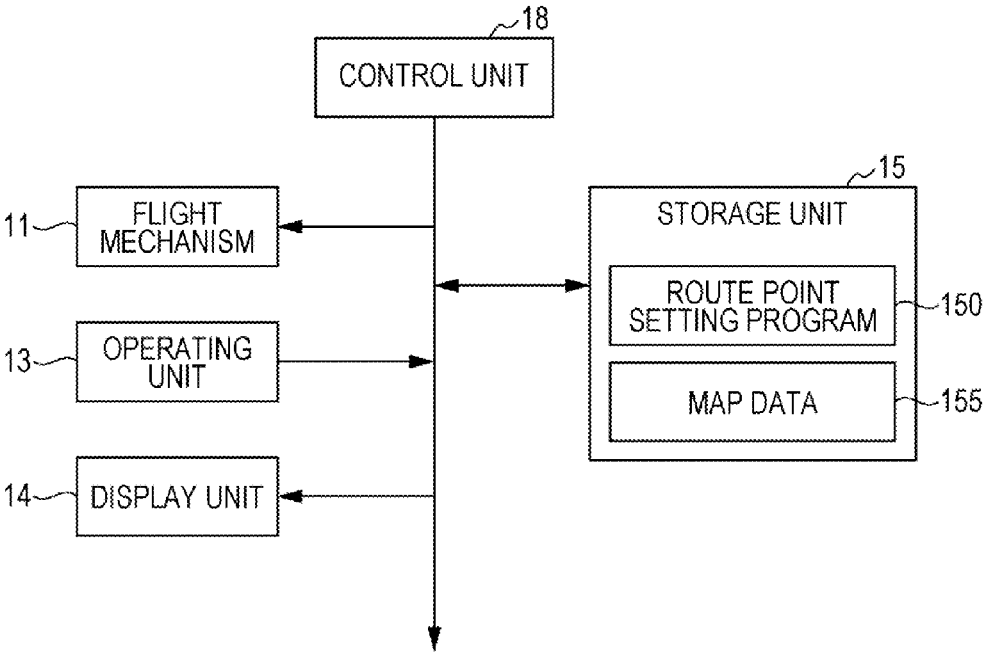 18
CONTROL UNIT
15
STORAGE UNIT
11
FLIGHT
MECHANISM
ROUTE POINT
SETTING PROGRAM
150
13
OPERATING
UNIT
MAP DATA
155
14
DISPLAY UNIT